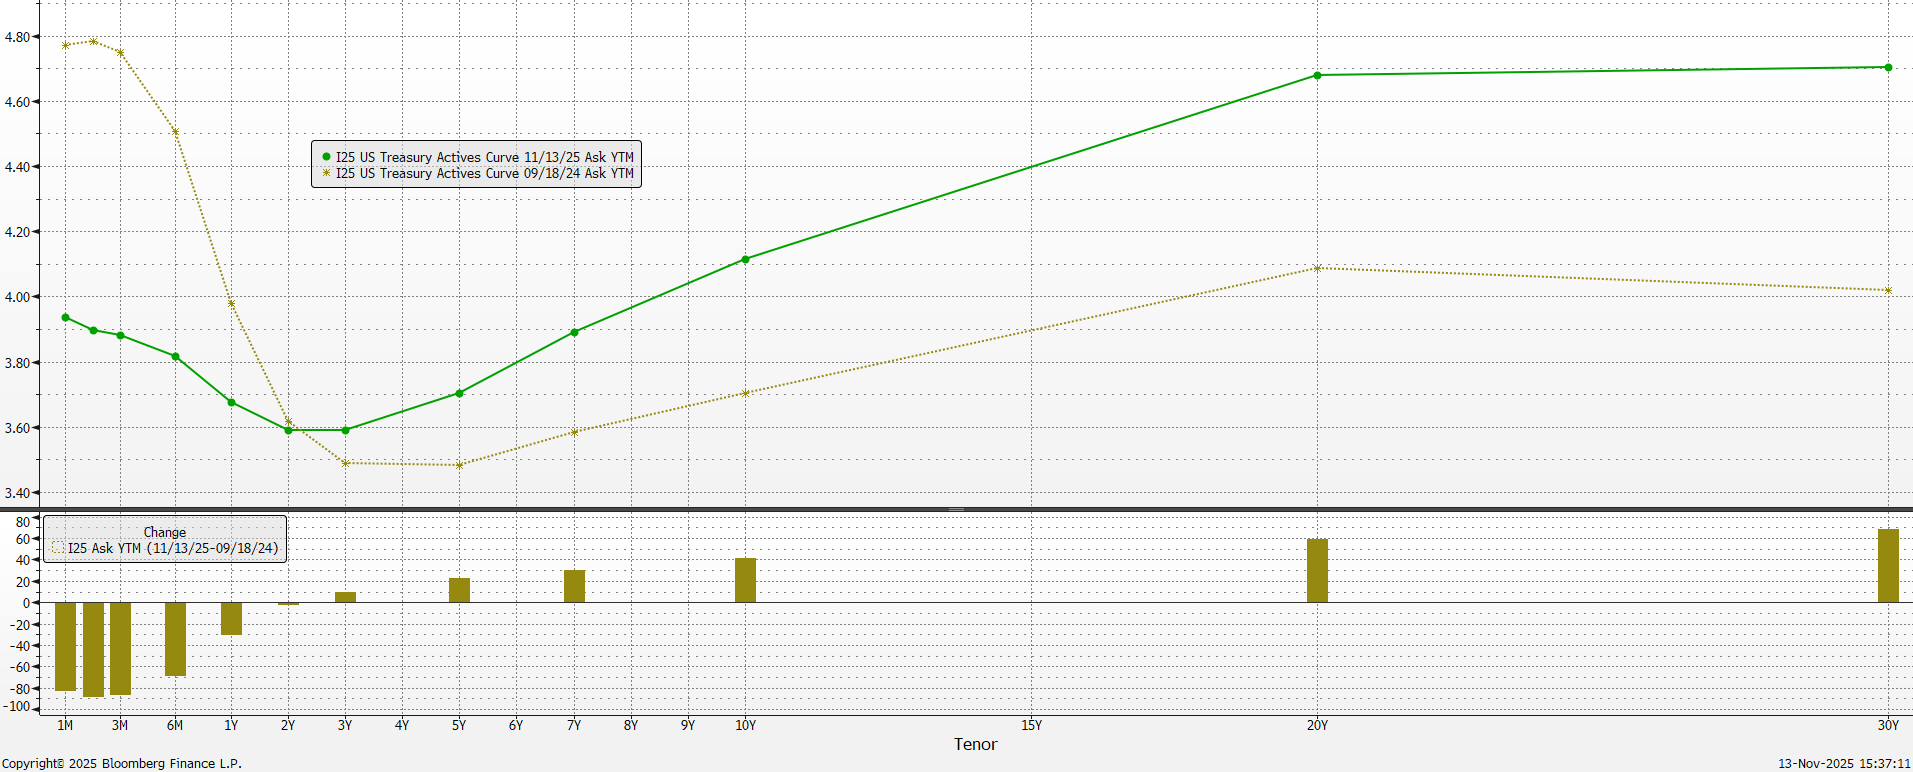 4.80
4.60
4.40
4.20
4.00
3.80
3.60
3.40
I25 US Treasury Actives Curve 11/13/25 Ask YTM
I25 US Treasury Actives Curve 09/18/24 Ask YTM
80
60
40
20
0
-20
-40
-60
-80
-100
Change
I25 Ask YTM (11/13/25-09/18/24)
1M 3M 6M 1Y 2Y 3Y 4Y 5Y 6Y 7Y 8Y 9Y 10Y 15Y 20Y 30Y
Tenor
Copyright© 2025 Bloomberg Finance L.P.
13-Nov-2025 15:37:11